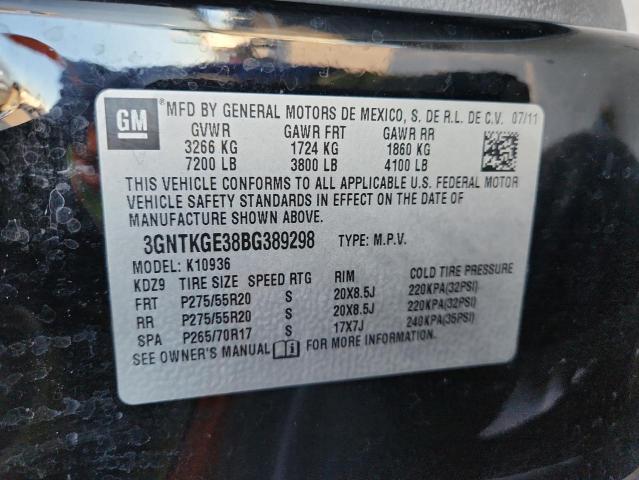 GM
MFD BY GENERAL MOTORS DE MEXICO, S. DE R.L. DE C.V. 07/11
GVWR GAWR FRT GAWR RR
3266 KG 1724 KG 1860 KG
7200 LB 3800 LB 4100 LB
THIS VEHICLE CONFORMS TO ALL APPLICABLE U.S. FEDERAL MOTOR
VEHICLE SAFETY STANDARDS IN EFFECT ON THE DATE OF
MANUFACTURE SHOWN ABOVE.
3GNTKGE38BG389298 TYPE: M.P.V.
MODEL: K10936
KDZ9 TIRE SIZE SPEED RTG RIM COLD TIRE PRESSURE
FRT P275/55R20 S 20X8.5J 220KPA(32PSI)
RR P275/55R20 S 20X8.5J 220KPA(32PSI)
SPA P265/70R17 S 17X7J 240KPA(35PSI)
SEE OWNER'S MANUAL FOR MORE INFORMATION.